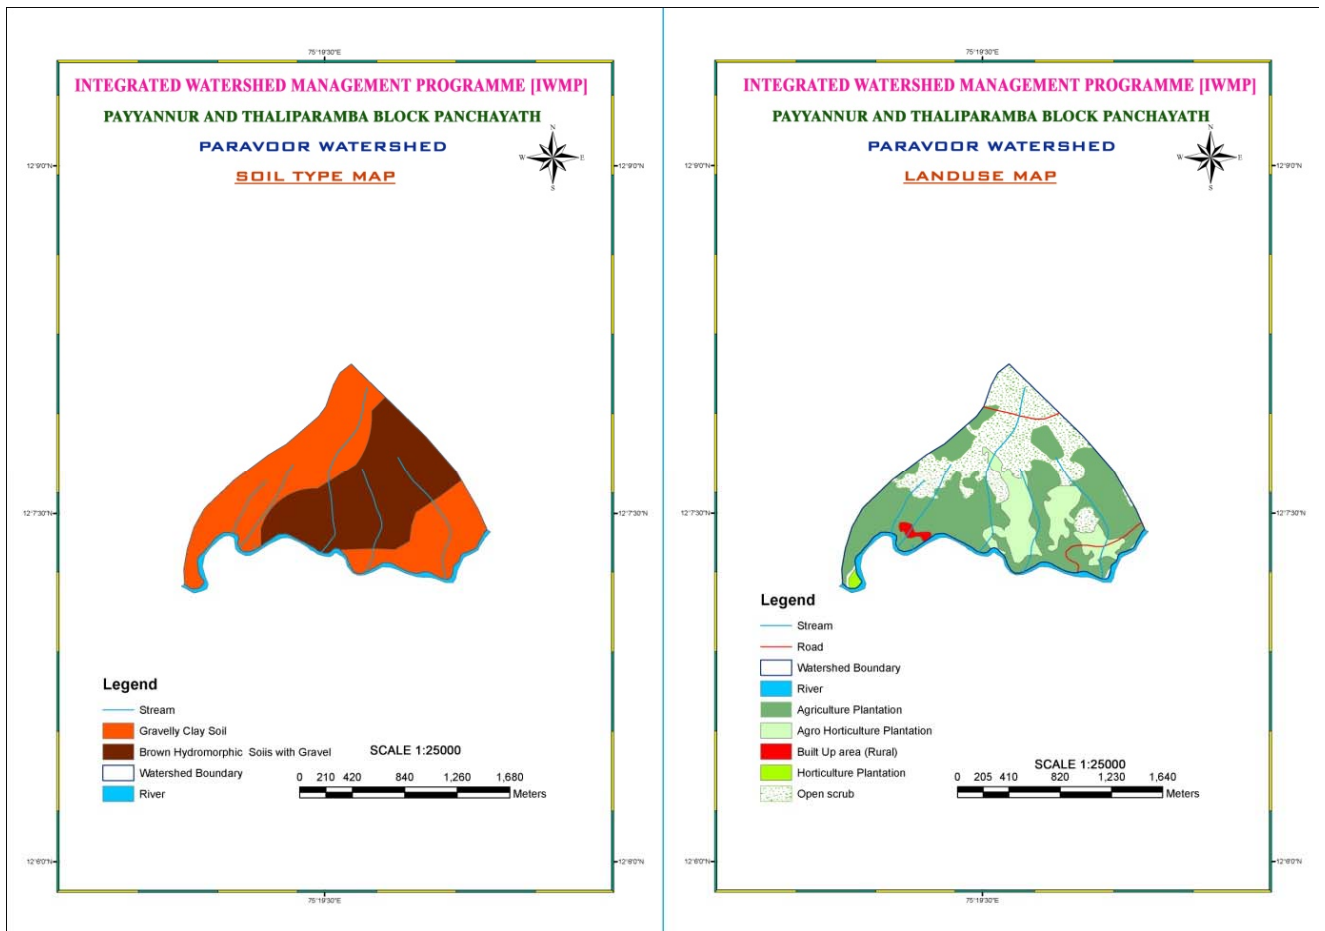 75°19'30"E
INTEGRATED WATERSHED MANAGEMENT PROGRAMME [IWMP]
PAYYANNUR AND THALIPARAMBA BLOCK PANCHAYATH
PARAVOOR WATERSHED
SOIL TYPE MAP
N
W E
S
12°9'0"N 12°9'0"N
12°7'30"N 12°7'30"N
Legend
Stream
Gravelly Clay Soil
Brown Hydromorphic Soils with Gravel
Watershed Boundary
River
SCALE 1:25000
0 210 420 840 1,260 1,680
Meters
12°6'0"N 12°6'0"N
75°19'30"E
75°19'30"E
INTEGRATED WATERSHED MANAGEMENT PROGRAMME [IWMP]
PAYYANNUR AND THALIPARAMBA BLOCK PANCHAYATH
PARAVOOR WATERSHED
LANDUSE MAP
N
W E
S
12°9'0"N 12°9'0"N
12°7'30"N 12°7'30"N
Legend
Stream
Road
Watershed Boundary
River
Agriculture Plantation
Agro Horticulture Plantation
Built Up area (Rural)
Horticulture Plantation
Open scrub
SCALE 1:25000
0 205 410 820 1,230 1,640
Meters
12°6'0"N 12°6'0"N
75°19'30"E